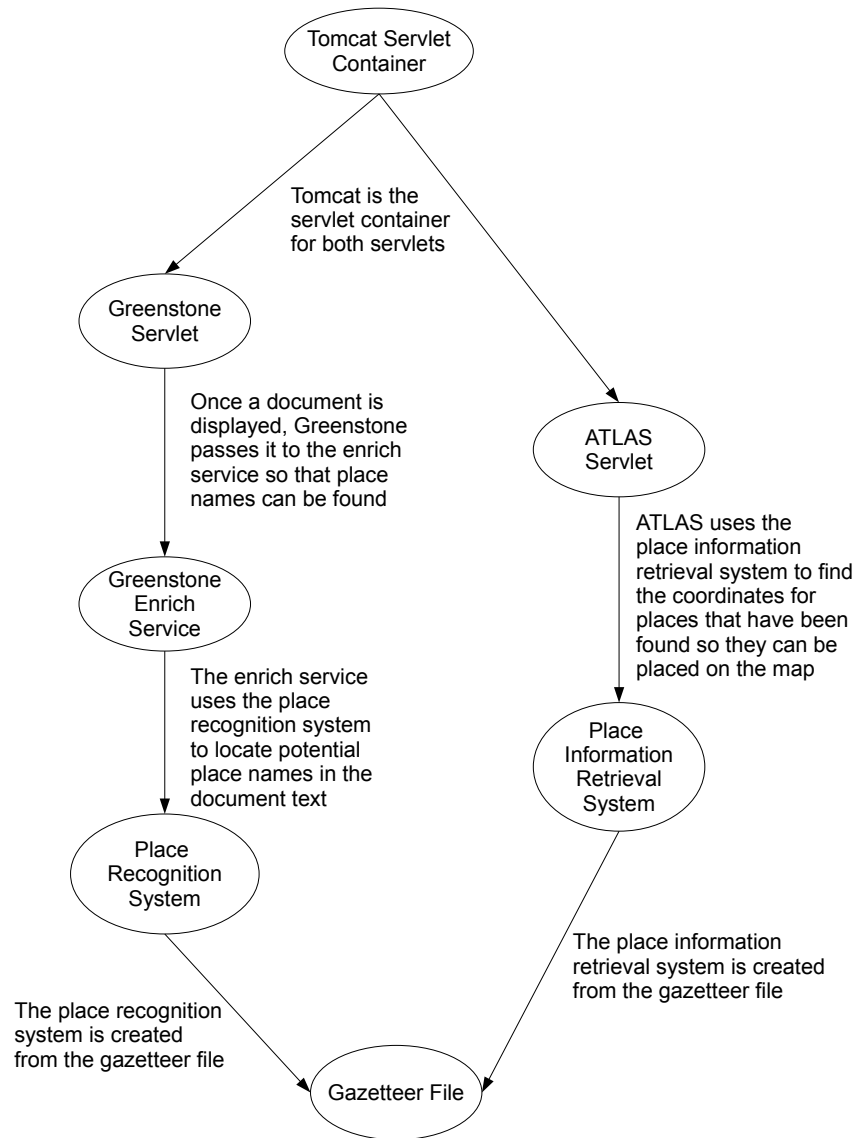 Tomcat Servlet
Container
Tomcat is the
servlet container
for both servlets
Greenstone
Servlet
Once a document is
displayed, Greenstone
passes it to the enrich
service so that place
names can be found
ATLAS
Servlet
ATLAS uses the
place information
retrieval system to find
the coordinates for
places that have been
found so they can be
placed on the map
Greenstone
Enrich
Service
The enrich service
uses the place
recognition system
to locate potential
place names in the
document text
Place
Information
Retrieval
System
Place
Recognition
System
The place information
retrieval system is created
from the gazetteer file
The place recognition
system is created
from the gazetteer file
Gazetteer File